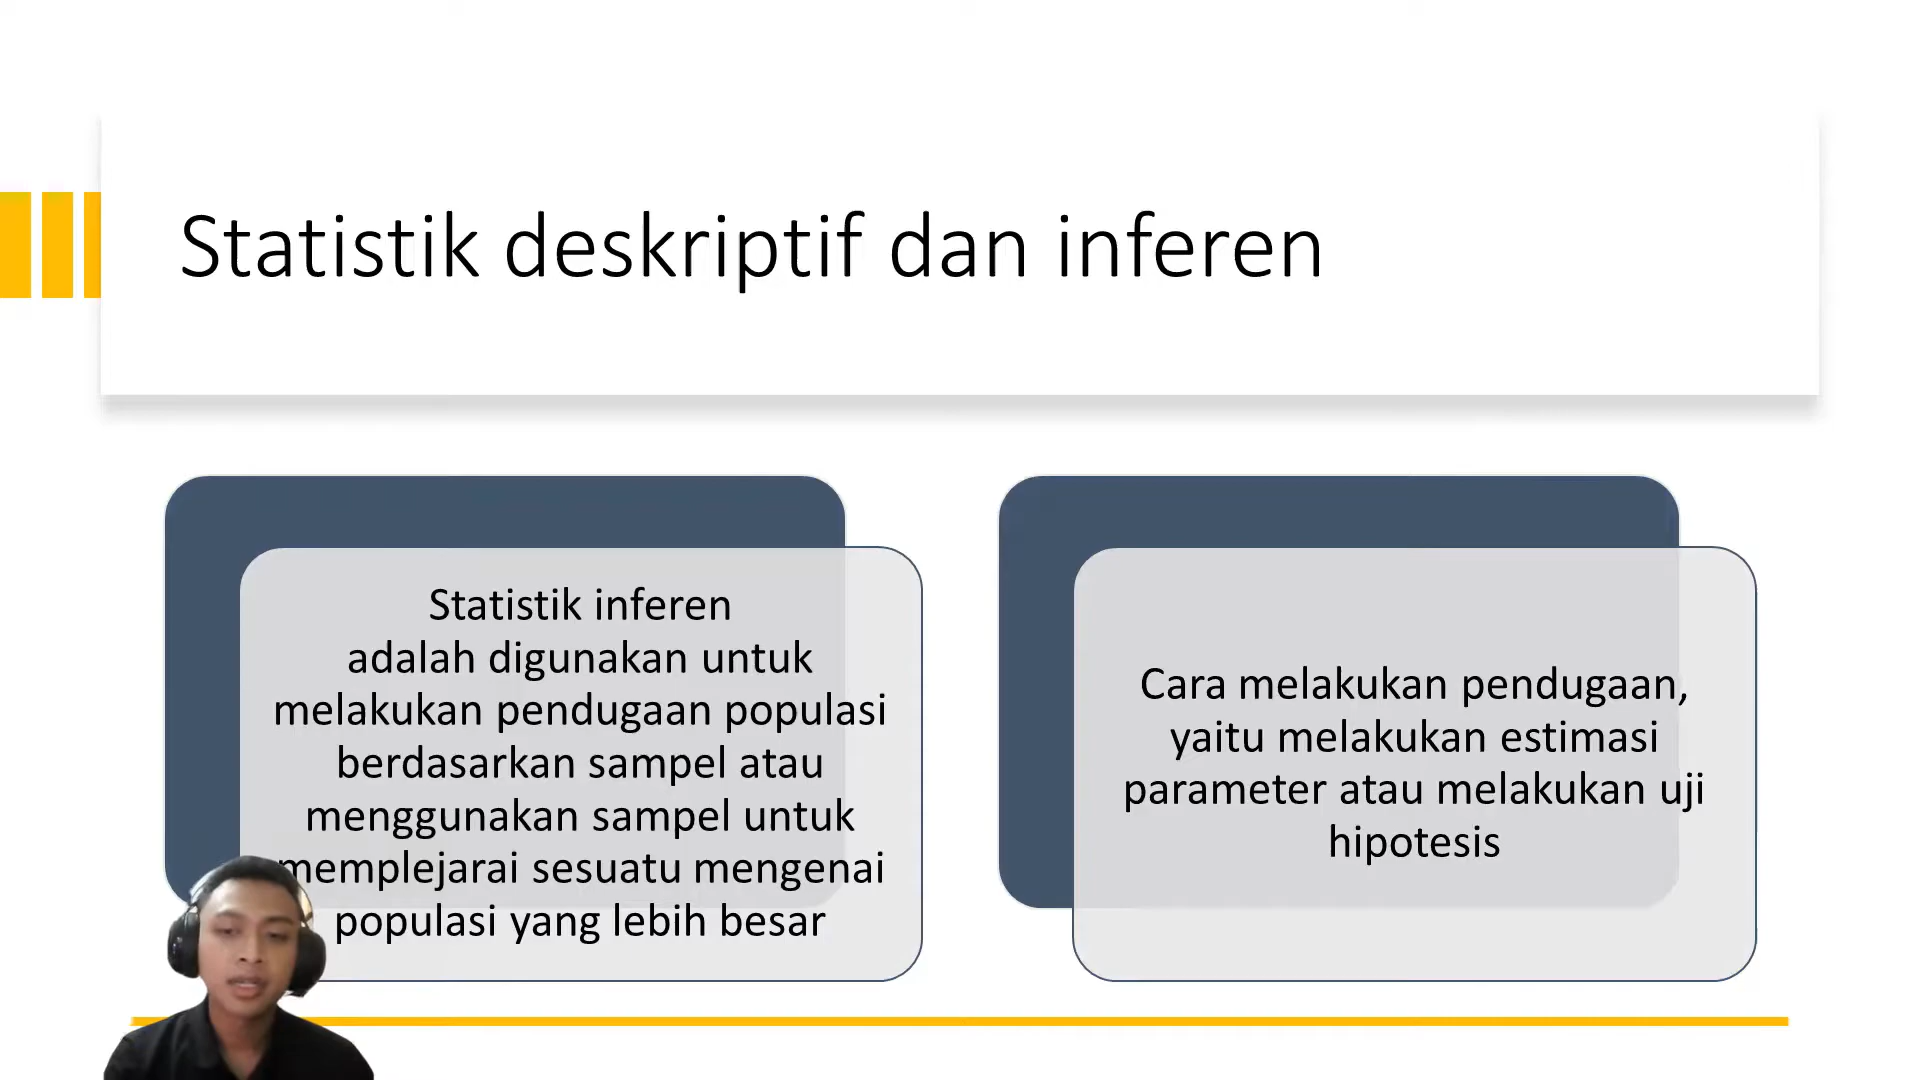 Statistik deskriptif dan inferen
Statistik inferen
adalah digunakan untuk
melakukan pendugaan populasi
berdasarkan sampel atau
menggunakan sampel untuk
memplejarai sesuatu mengenai
populasi yang lebih besar
Cara melakukan pendugaan,
yaitu melakukan estimasi
parameter atau melakukan uji
hipotesis